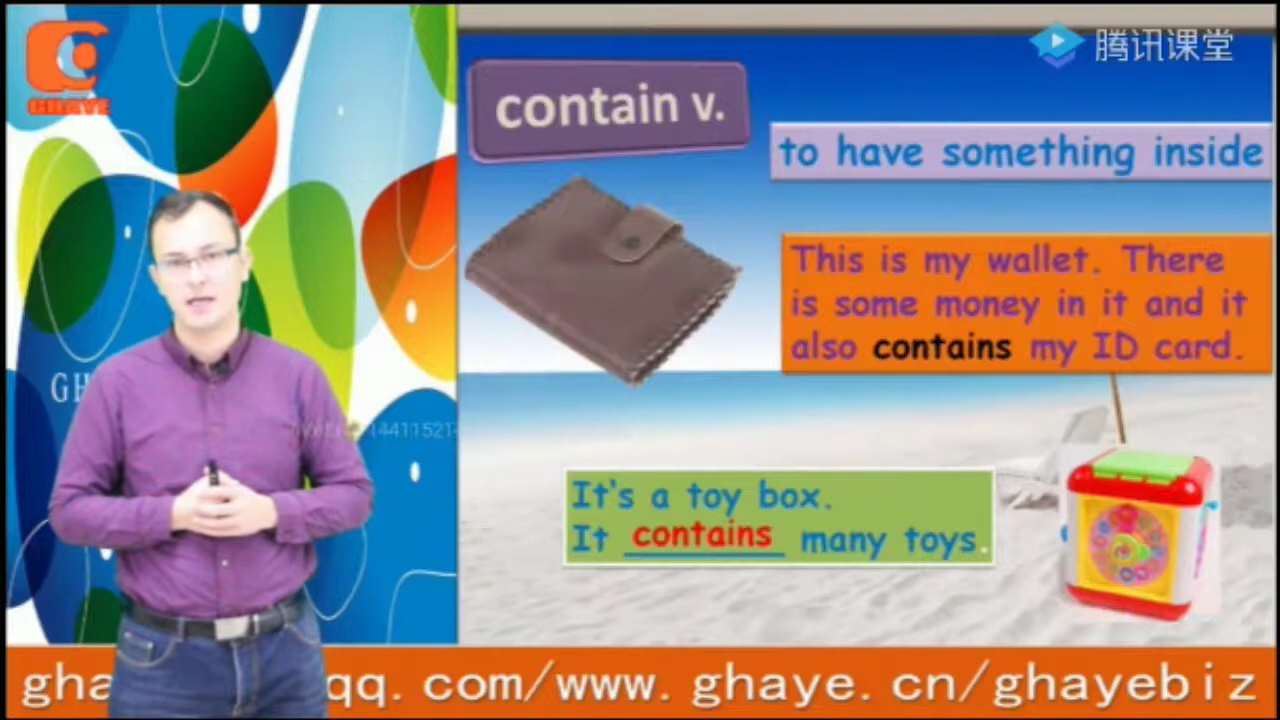 GHAYE
腾讯课堂
contain v.
to have something inside
This is my wallet. There
is some money in it and it
also contains my ID card.
GH
144115214
It's a toy box.
It contains many toys.
gha qq. com/www. ghaye. cn/ghayebiz